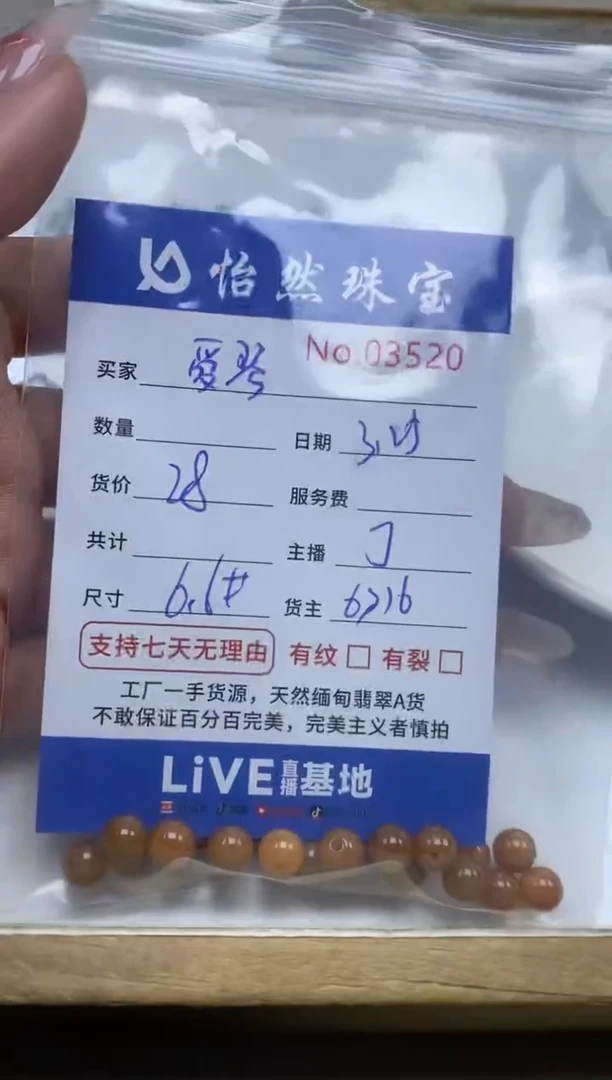 怡然珠宝
No 03520
买家 爱琴
数量 日期
货价 28 服务费
共计 主播
尺寸 6.6# 货主
支持七天无理由 有纹 □ 有裂 □
工厂一手货源，天然缅甸翡翠A货
不敢保证百分百完美，完美主义者慎拍
LiVE直播基地